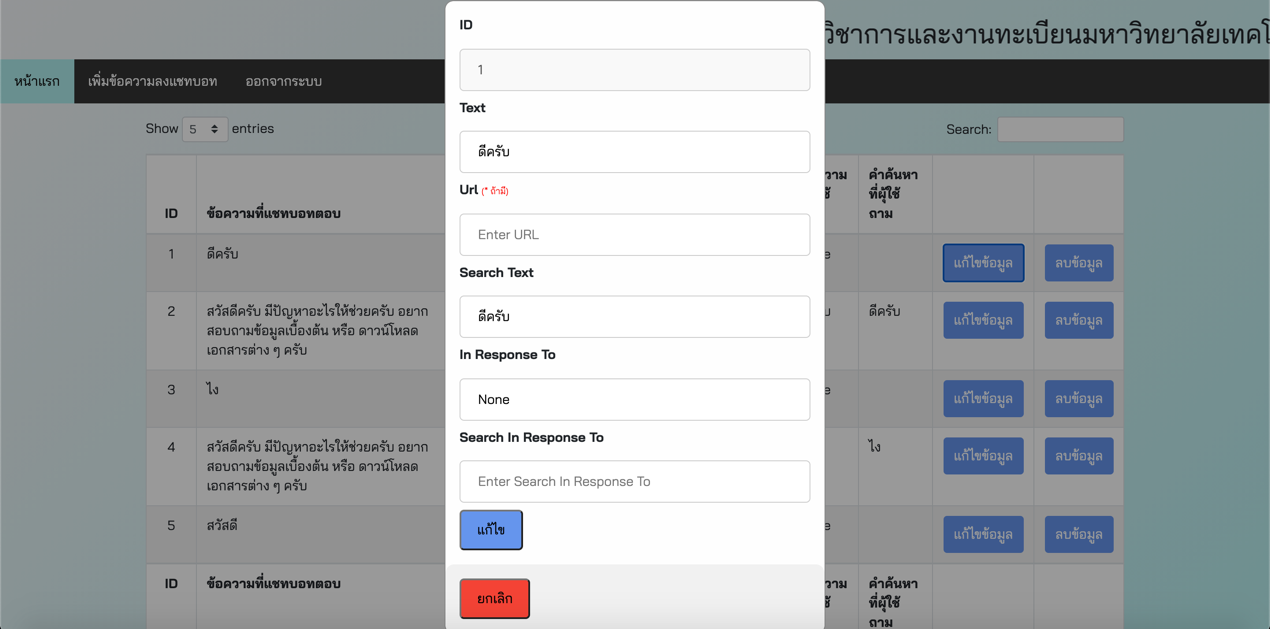 วิชาการและงานทะเบียนมหาวิทยาลัยเทคโ
หน้าแรก เพิ่มข้อความลงแชทบอท ออกจากระบบ
Show 5 entries
Search:
ID ข้อความที่แชทบอทตอบ
คำค้นหา
ที่ผู้ใช้
ถาม
1 ดีครับ แก้ไขข้อมูล ลบข้อมูล
2 สวัสดีครับ มีปัญหาอะไรให้ช่วยครับ อยาก
สอบถามข้อมูลเบื้องต้น หรือ ดาวน์โหลด
เอกสารต่าง ๆ ครับ
ดีครับ แก้ไขข้อมูล ลบข้อมูล
3 ไง แก้ไขข้อมูล ลบข้อมูล
4 สวัสดีครับ มีปัญหาอะไรให้ช่วยครับ อยาก
สอบถามข้อมูลเบื้องต้น หรือ ดาวน์โหลด
เอกสารต่าง ๆ ครับ
ไง แก้ไขข้อมูล ลบข้อมูล
5 สวัสดี แก้ไขข้อมูล ลบข้อมูล
ID ข้อความที่แชทบอทตอบ
คำค้นหา
ที่ผู้ใช้
ถาม
ID
1
Text
ดีครับ
Url (* ถ้ามี)
Enter URL
Search Text
ดีครับ
In Response To
None
Search In Response To
Enter Search In Response To
แก้ไข
ยกเลิก